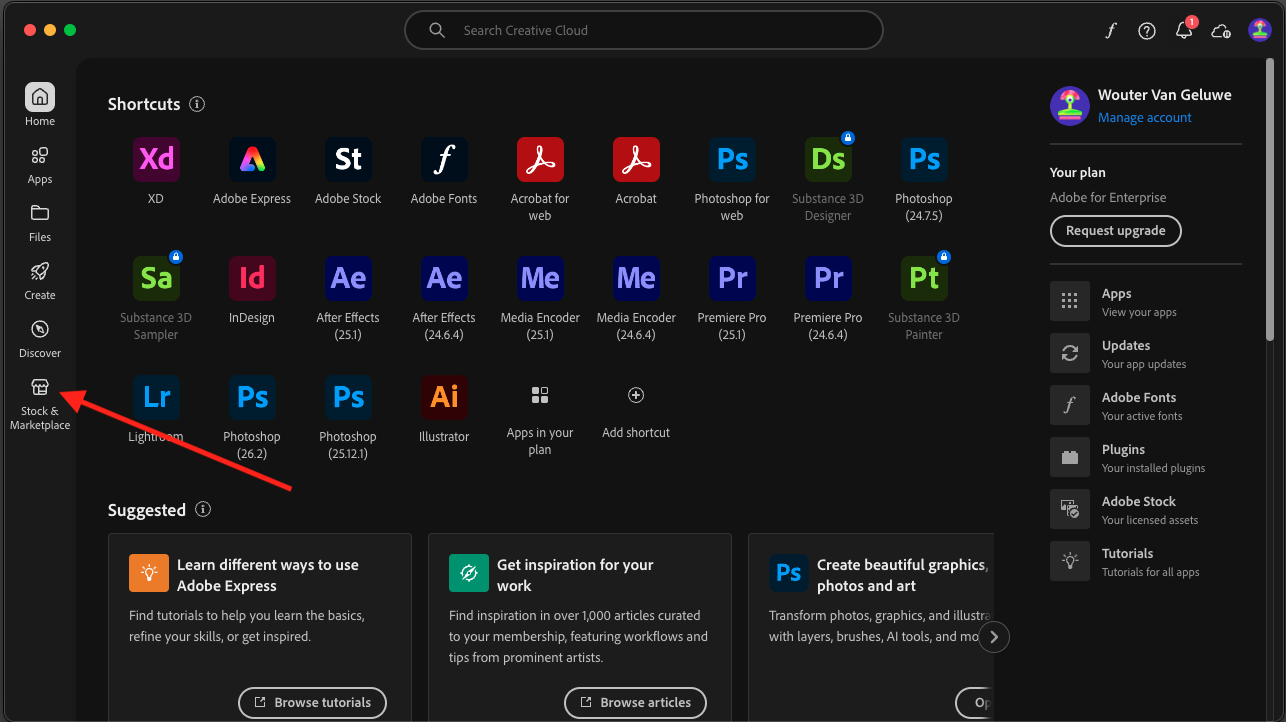 Search Creative Cloud
f
1
Home
Apps
Files
Create
Discover
Stock &
Marketplace
Shortcuts
Xd
St
f
Ps
Ds
Ps
XD
Adobe Express
Adobe Stock
Adobe Fonts
Acrobat for
web
Acrobat
Photoshop for
web
Substance 3D
Designer
Photoshop
(24.7.5)
Sa
Id
Ae
Ae
Me
Me
Pr
Pr
Pt
Substance 3D
Sampler
InDesign
After Effects
(25.1)
After Effects
(24.6.4)
Media Encoder
(25.1)
Media Encoder
(24.6.4)
Premiere Pro
(25.1)
Premiere Pro
(24.6.4)
Substance 3D
Painter
Lr
Ps
Ps
Ai
Lightroom
Photoshop
(26.2)
Photoshop
(25.12.1)
Illustrator
Apps in your
plan
Add shortcut
Suggested
Learn different ways to use
Adobe Express
Find tutorials to help you learn the basics,
refine your skills, or get inspired.
Browse tutorials
Get inspiration for your
work
Find inspiration in over 1,000 articles curated
to your membership, featuring workflows and
tips from prominent artists.
Browse articles
Ps
Create beautiful graphics,
photos and art
Transform photos, graphics, and illustra
with layers, brushes, AI tools, and mo
Op
Wouter Van Geluwe
Manage account
Your plan
Adobe for Enterprise
Request upgrade
Apps
View your apps
Updates
Your app updates
f
Adobe Fonts
Your active fonts
Plugins
Your installed plugins
Adobe Stock
Your licensed assets
Tutorials
Tutorials for all apps